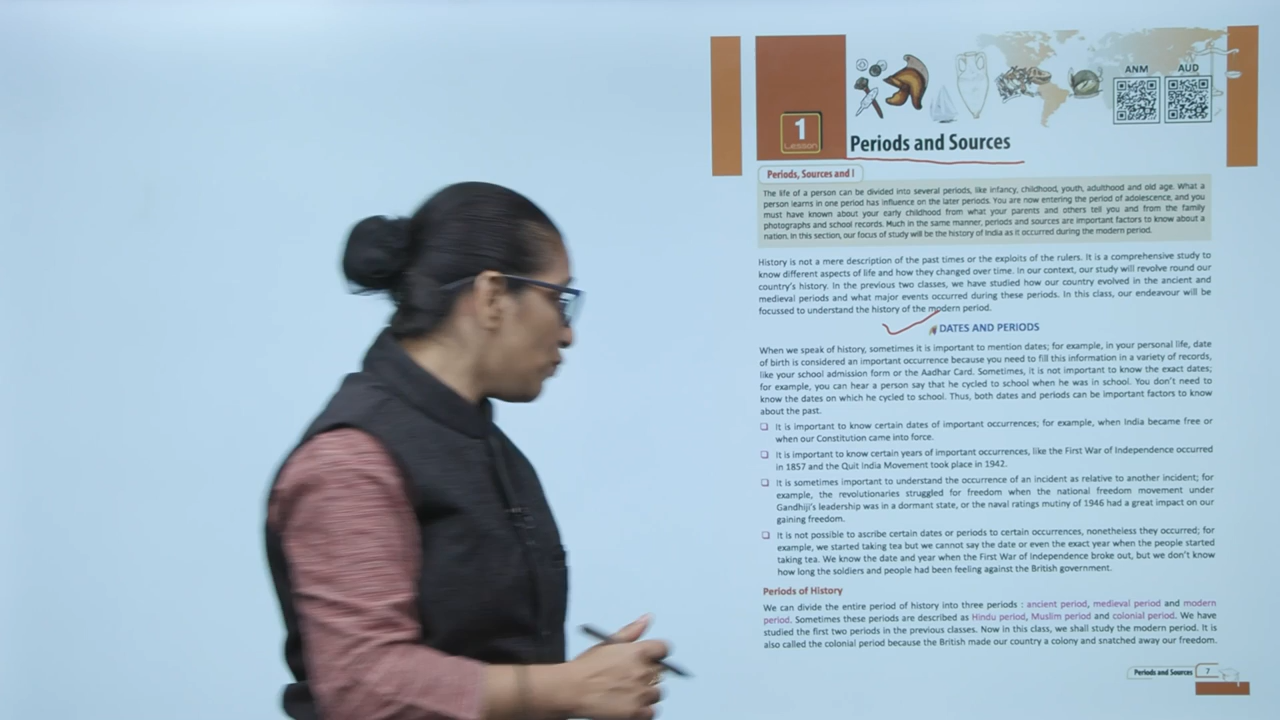 ANM
AUD
1
Lesson
Periods and Sources
Periods, Sources and I
The life of a person can be divided into several periods, like infancy, childhood, youth, adulthood and old age. What a
person learns in one period has influence on the later periods. You are now entering the period of adolescence, and you
must have known about your early childhood from what your parents and others tell you and from the family
photographs and school records. Much in the same manner, periods and sources are important factors to know about a
nation. In this section, our focus of study will be the history of India as it occurred during the modern period.
History is not a mere description of the past times or the exploits of the rulers. It is a comprehensive study to
know different aspects of life and how they changed over time. In our context, our study will revolve round our
country's history. In the previous two classes, we have studied how our country evolved in the ancient and
medieval periods and what major events occurred during these periods. In this class, our endeavour will be
focussed to understand the history of the modern period.
DATES AND PERIODS
When we speak of history, sometimes it is important to mention dates; for example, in your personal life, date
of birth is considered an important occurrence because you need to fill this information in a variety of records,
like your school admission form or the Aadhar Card. Sometimes, it is not important to know the exact dates;
for example, you can hear a person say that he cycled to school when he was in school. You don't need to
know the dates on which he cycled to school. Thus, both dates and periods can be important factors to know
about the past.
❑ It is important to know certain dates of important occurrences; for example, when India became free or
when our Constitution came into force.
❑ It is important to know certain years of important occurrences, like the First War of Independence occurred
in 1857 and the Quit India Movement took place in 1942.
❑ It is sometimes important to understand the occurrence of an incident as relative to another incident; for
example, the revolutionaries struggled for freedom when the national freedom movement under
Gandhiji's leadership was in a dormant state, or the naval ratings mutiny of 1946 had a great impact on our
gaining freedom.
❑ It is not possible to ascribe certain dates or periods to certain occurrences, nonetheless they occurred; for
example, we started taking tea but we cannot say the date or even the exact year when the people started
taking tea. We know the date and year when the First War of Independence broke out, but we don't know
how long the soldiers and people had been feeling against the British government.
Periods of History
We can divide the entire period of history into three periods : ancient period, medieval period and modern
period. Sometimes these periods are described as Hindu period, Muslim period and colonial period. We have
studied the first two periods in the previous classes. Now in this class, we shall study the modern period. It is
also called the colonial period because the British made our country a colony and snatched away our freedom.
Periods and Sources 7